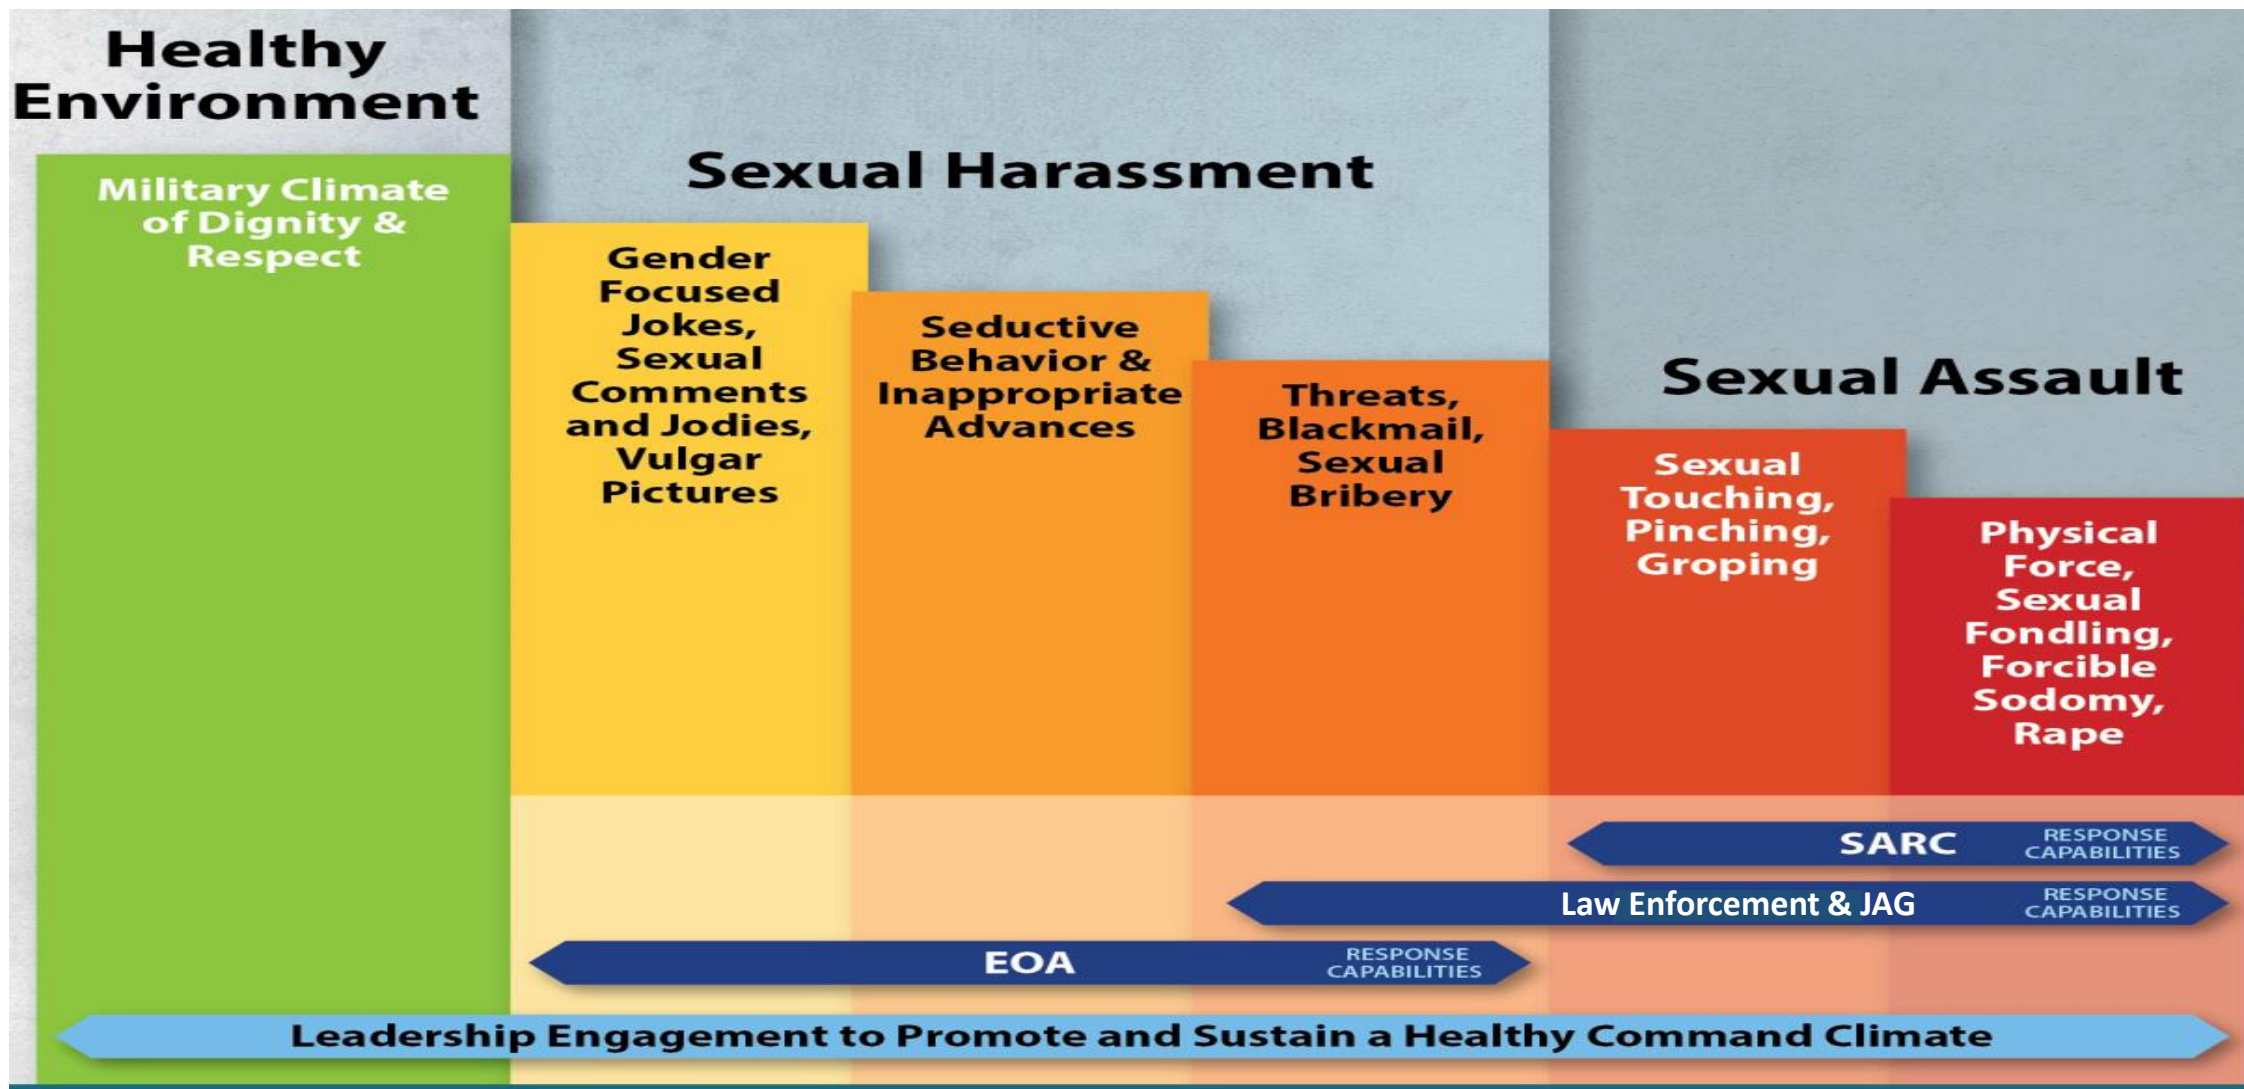 Healthy
Environment
Military Climate
of Dignity &
Respect
Sexual Harassment
Gender
Focused
Jokes,
Sexual
Comments
and Jodies,
Vulgar
Pictures
Seductive
Behavior &
Inappropriate
Advances
Threats,
Blackmail,
Sexual
Bribery
Sexual Assault
Sexual
Touching,
Pinching,
Groping
Physical
Force,
Sexual
Fondling,
Forcible
Sodomy,
Rape
SARC
RESPONSE
CAPABILITIES
Law Enforcement & JAG
RESPONSE
CAPABILITIES
EOA
RESPONSE
CAPABILITIES
Leadership Engagement to Promote and Sustain a Healthy Command Climate